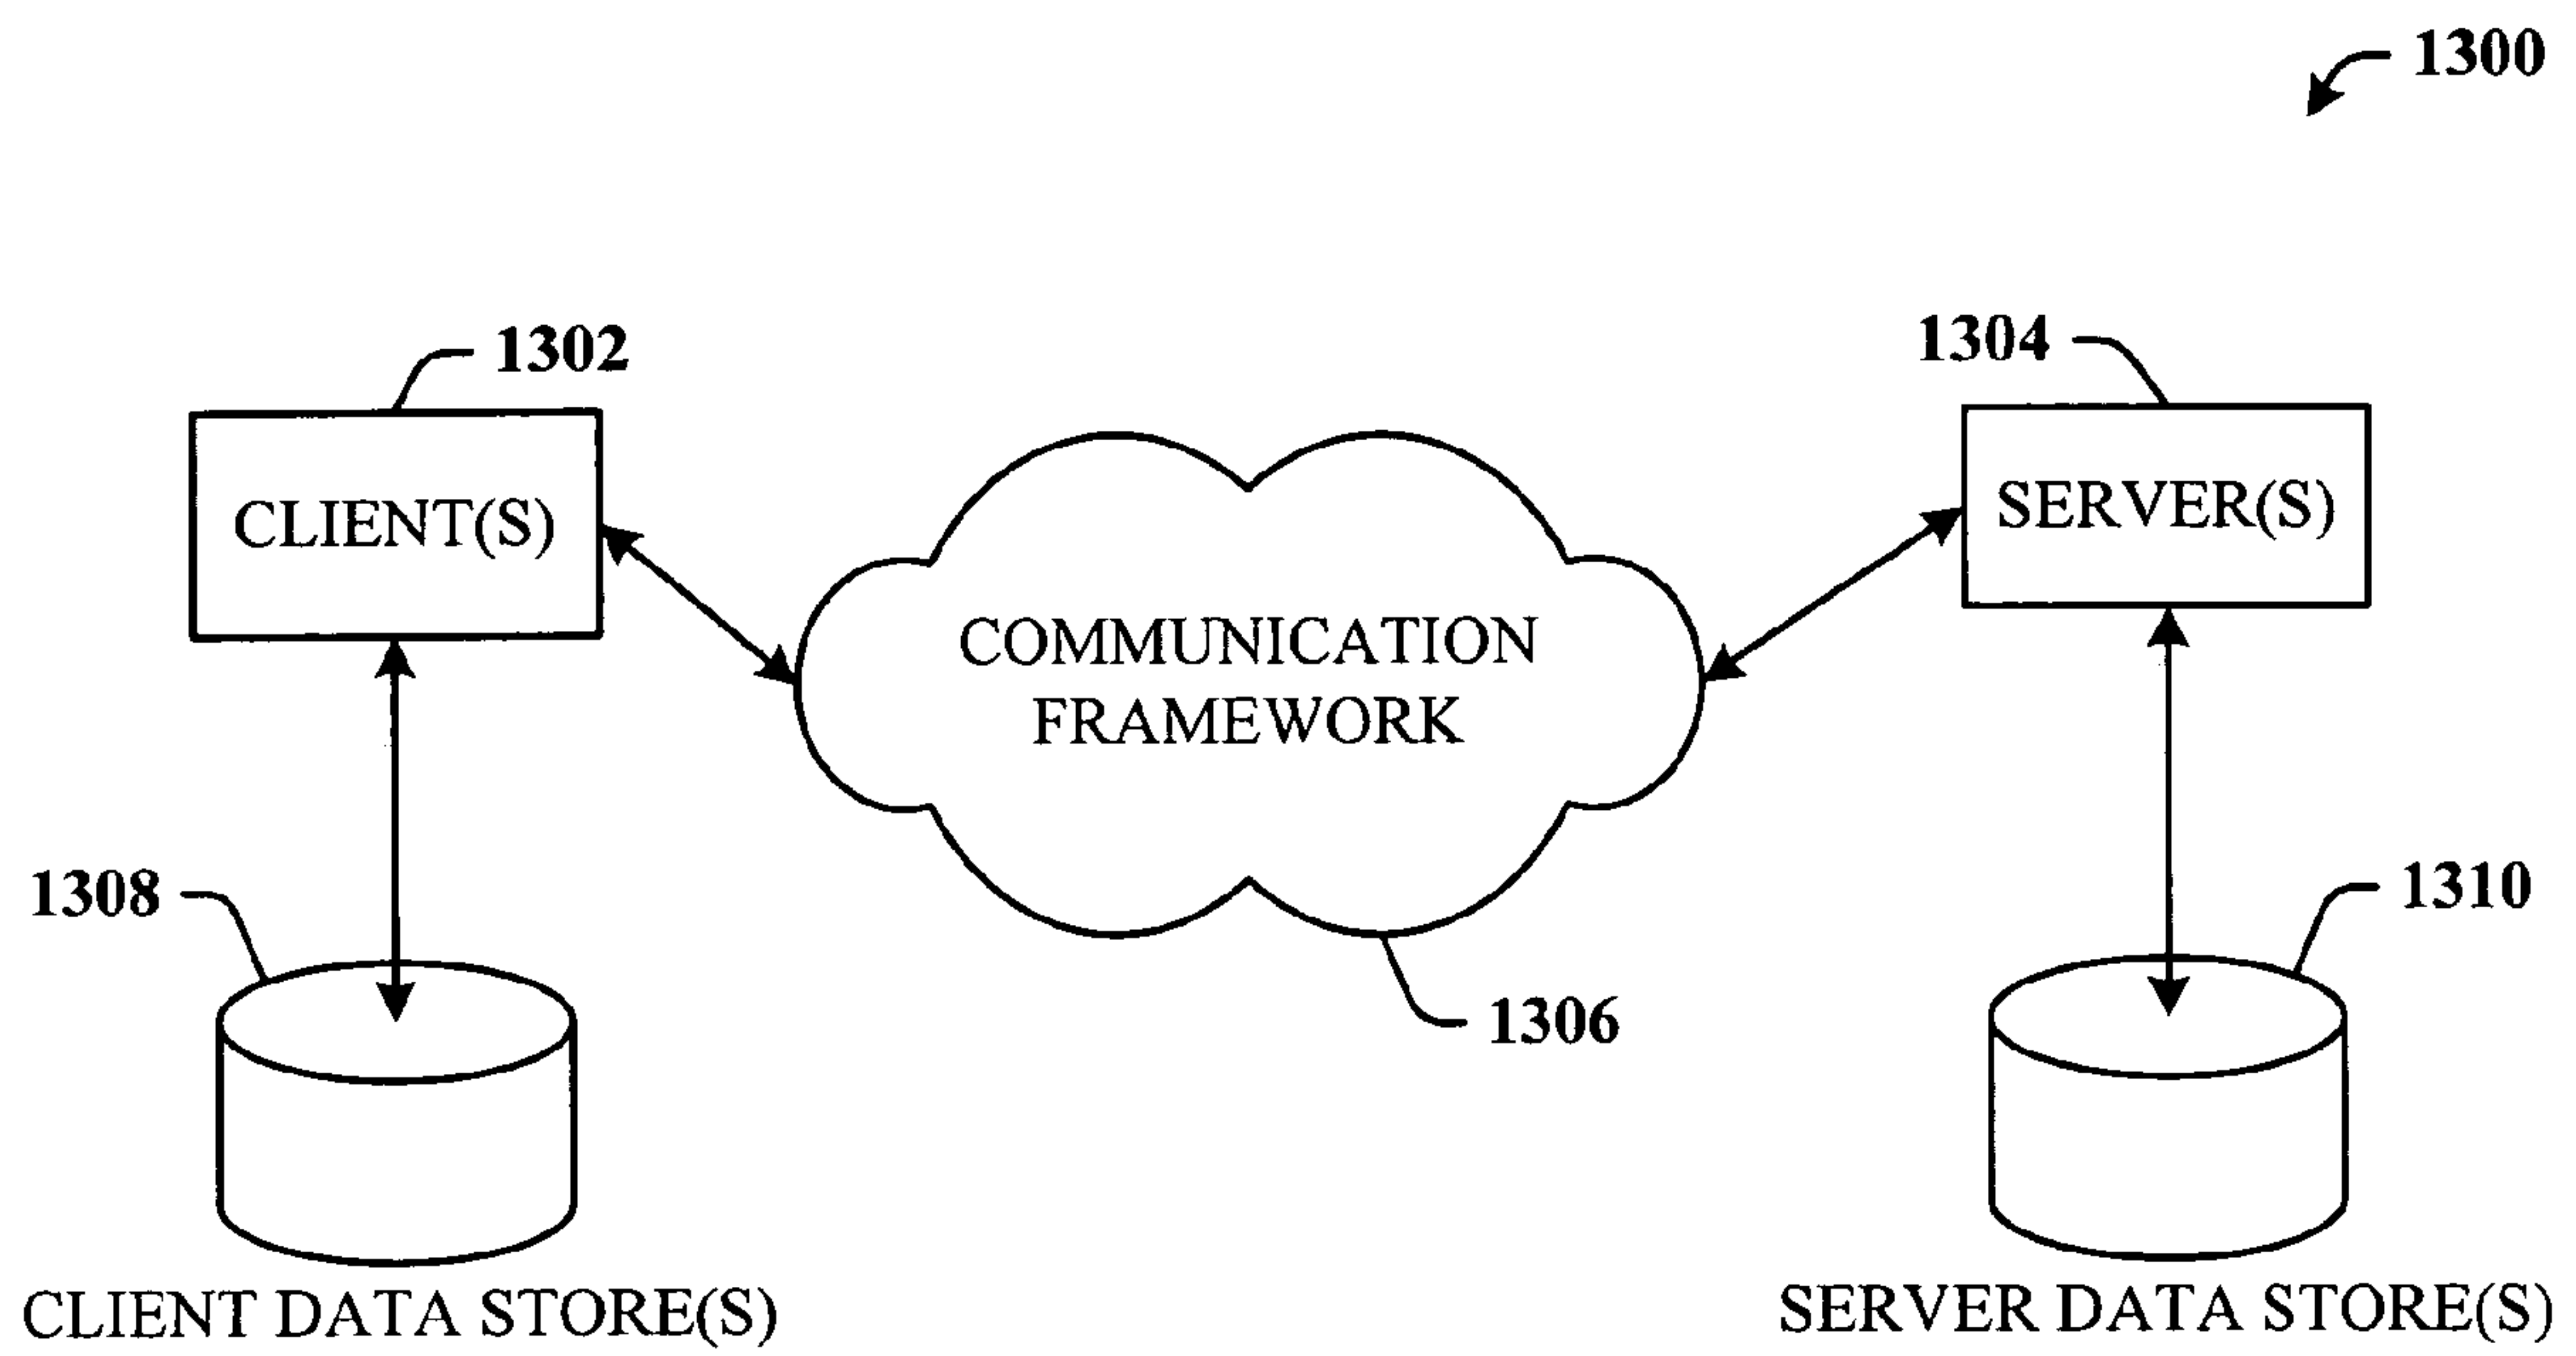 1300
1302
1304
CLIENT(S)
SERVER(S)
COMMUNICATION
FRAMEWORK
1308
1310
1306
CLIENT DATA STORE(S)
SERVER DATA STORE(S)